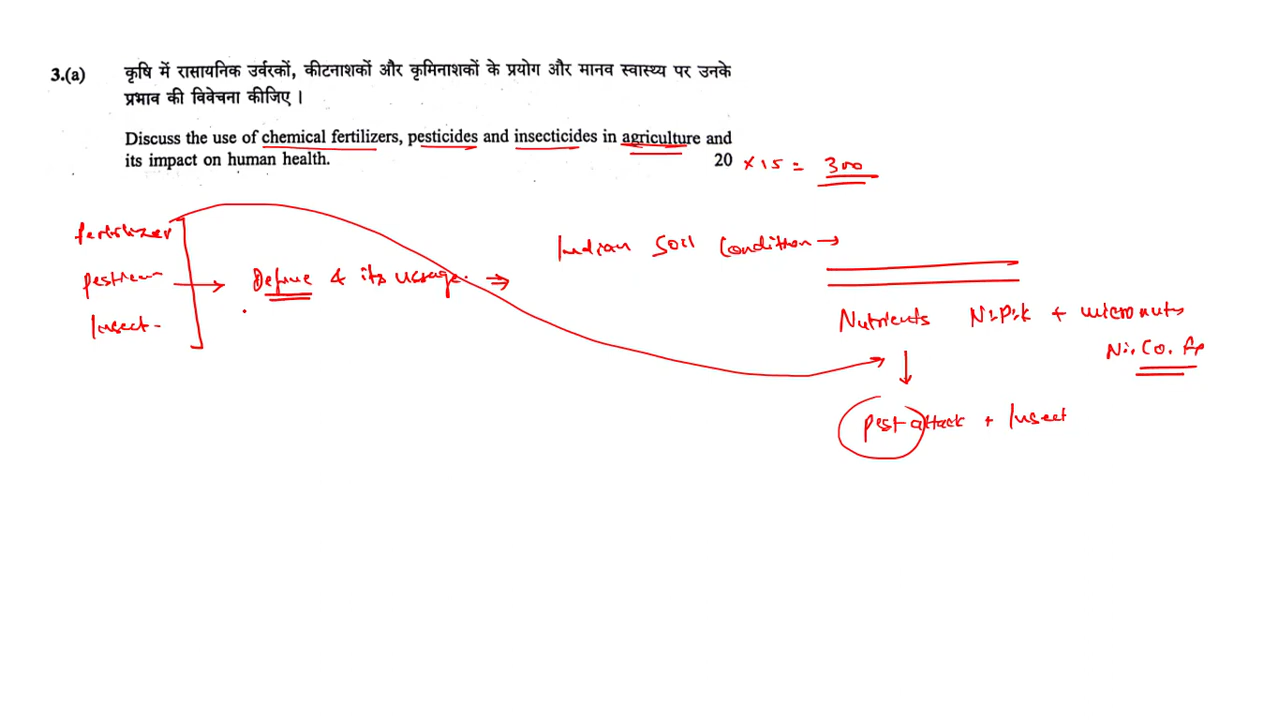 3.(a) कृषि में रासायनिक उर्वरकों, कीटनाशकों और कृमिनाशकों के प्रयोग और मानव स्वास्थ्य पर उनके
प्रभाव की विवेचना कीजिए ।
Discuss the use of chemical fertilizers, pesticides and insecticides in agriculture and
its impact on human health. 20 × 15 = 300
fertilizer
Insect-
Define & its usage.
Indian Soil Condition
Nutrients N:P:K + micronuts
Ni. Co.
pest attack + Insect